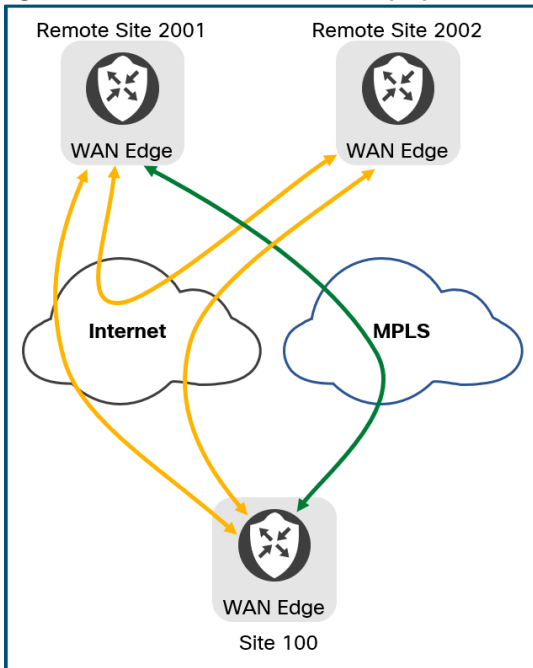 Remote Site 2001
Remote Site 2002
WAN Edge
WAN Edge
Internet
MPLS
WAN Edge
Site 100